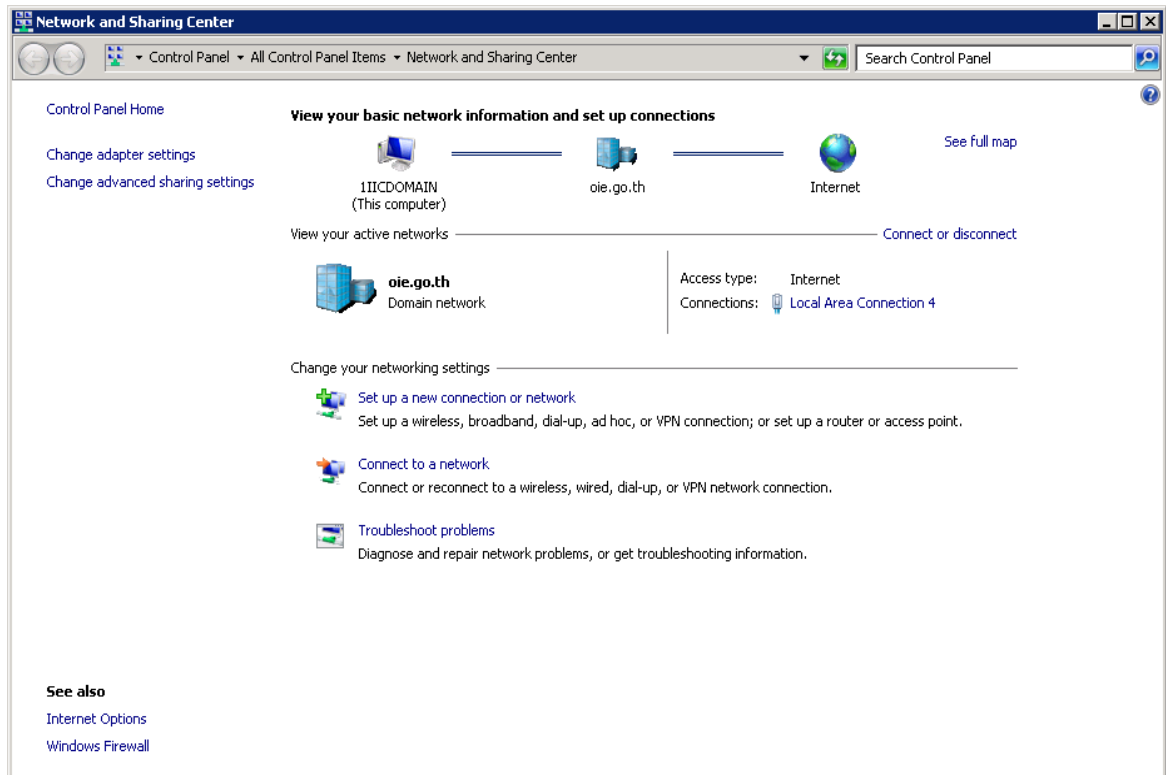 Network and Sharing Center
Control Panel All Control Panel Items Network and Sharing Center
Search Control Panel
Control Panel Home
Change adapter settings
Change advanced sharing settings
View your basic network information and set up connections
See full map
1IICDOMAIN
(This computer)
oie.go.th
Internet
View your active networks
Connect or disconnect
oie.go.th
Domain network
Access type: Internet
Connections: Local Area Connection 4
Change your networking settings
Set up a new connection or network
Set up a wireless, broadband, dial-up, ad hoc, or VPN connection; or set up a router or access point.
Connect to a network
Connect or reconnect to a wireless, wired, dial-up, or VPN network connection.
Troubleshoot problems
Diagnose and repair network problems, or get troubleshooting information.
See also
Internet Options
Windows Firewall